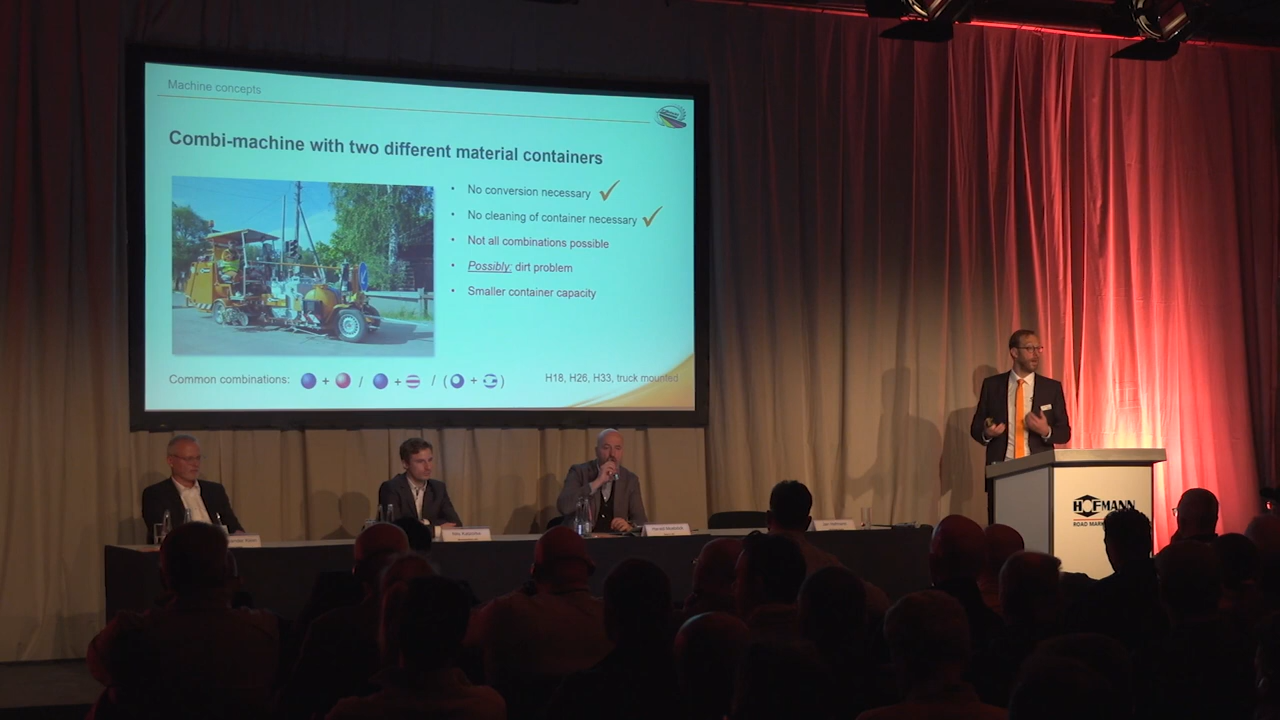 Machine concepts
Combi-machine with two different material containers
• No conversion necessary ✓
• No cleaning of container necessary ✓
• Not all combinations possible
• Possibly: dirt problem
• Smaller container capacity
Common combinations: + / + / ( + )
H18, H26, H33, truck mounted
HOFMANN
ROAD